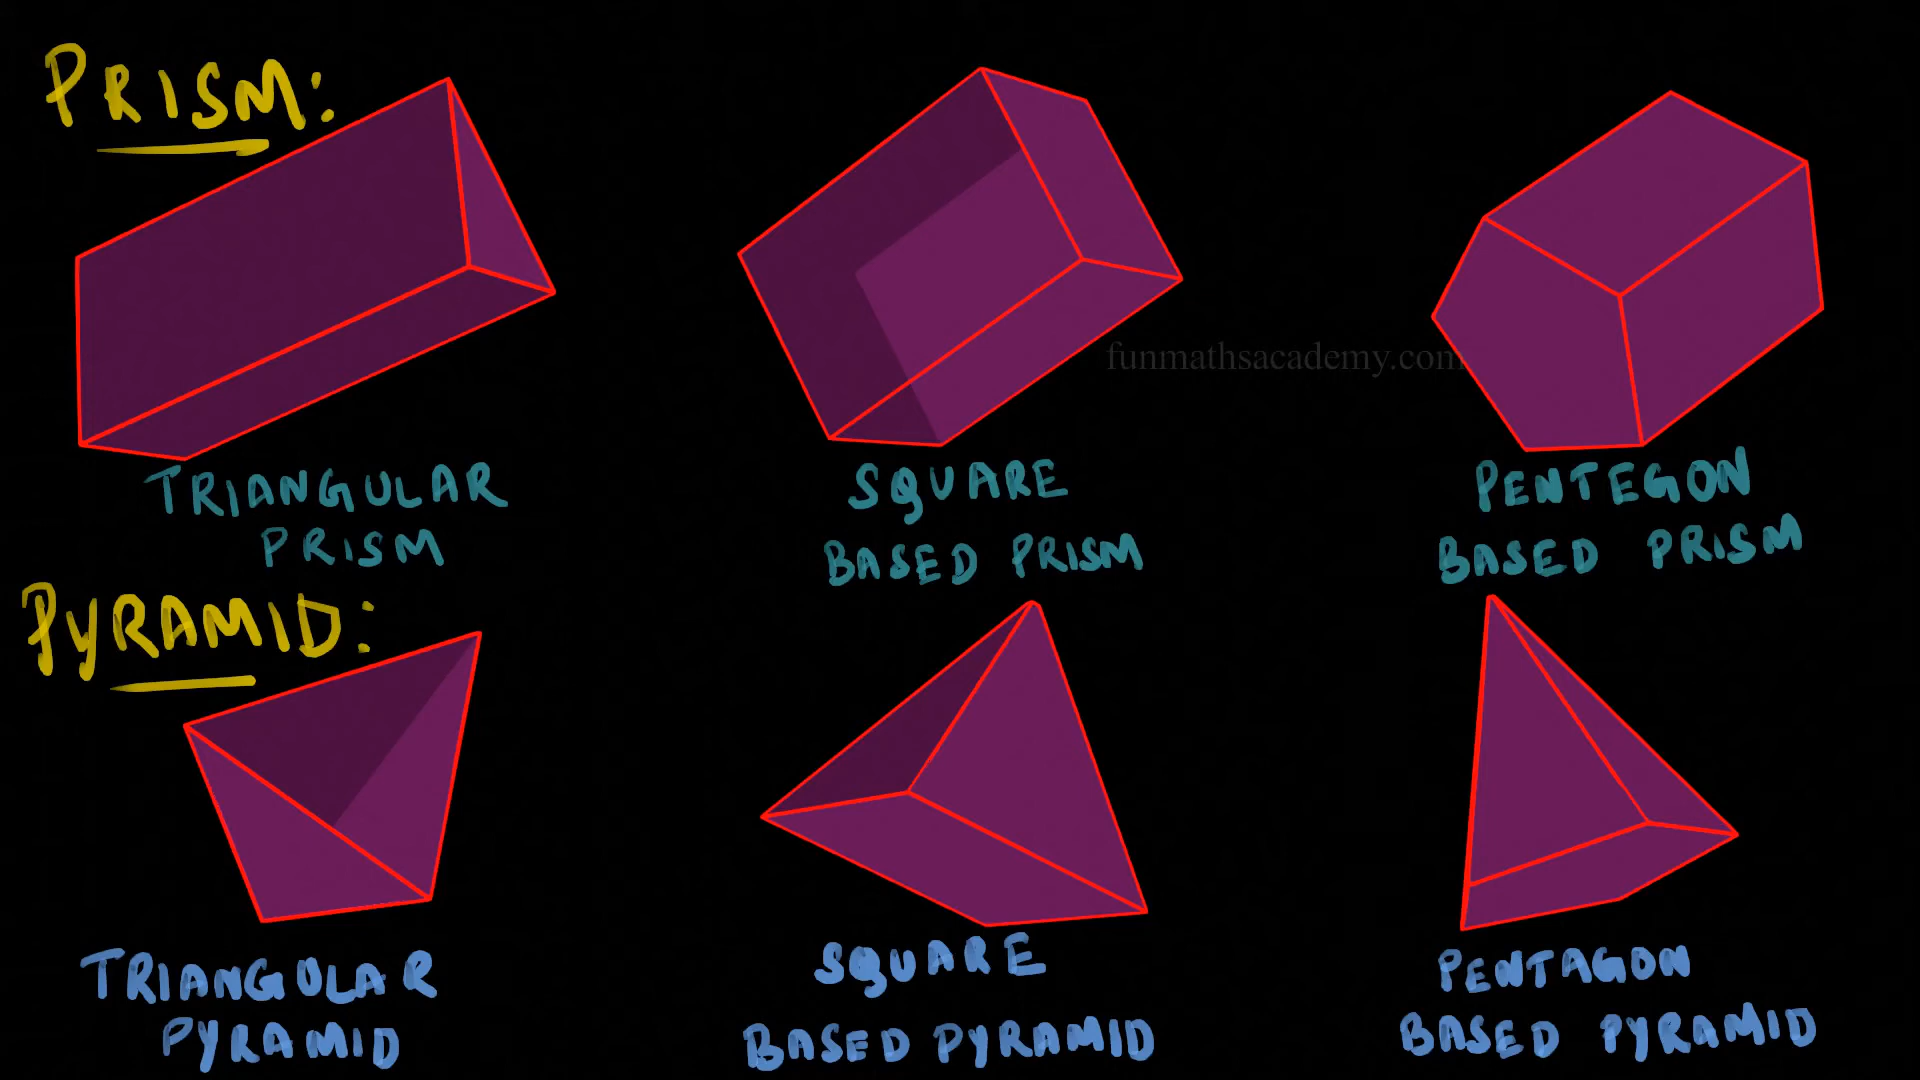 PRISM:
funmathsacademy.com
TRIANGULAR
PRISM
SQUARE
BASED PRISM
PENTEGON
BASED PRISM
PYRAMID:
TRIANGULAR
PYRAMID
SQUARE
BASED PYRAMID
PENTAGON
BASED PYRAMID